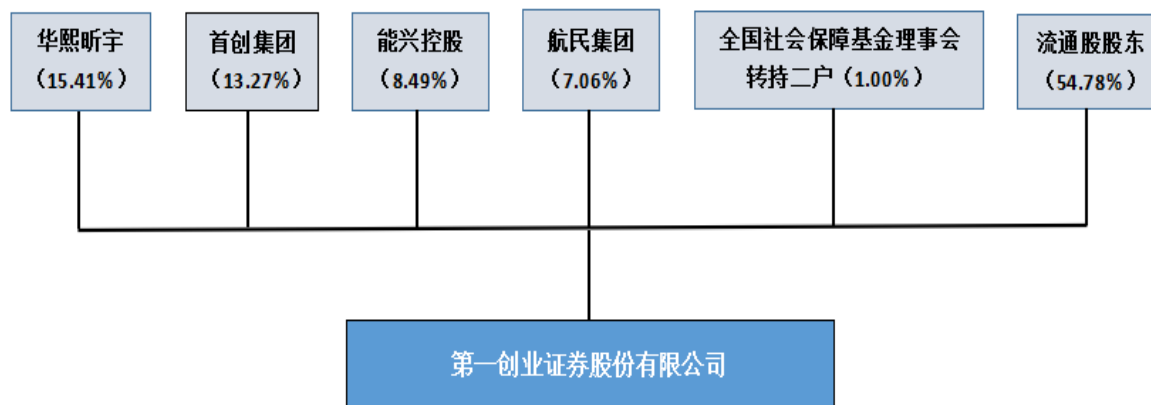 华熙昕宇
（15.41%）
首创集团
（13.27%）
能兴控股
（8.49%）
航民集团
（7.06%）
全国社会保障基金理事会
转持二户（1.00%）
流通股股东
（54.78%）
第一创业证券股份有限公司